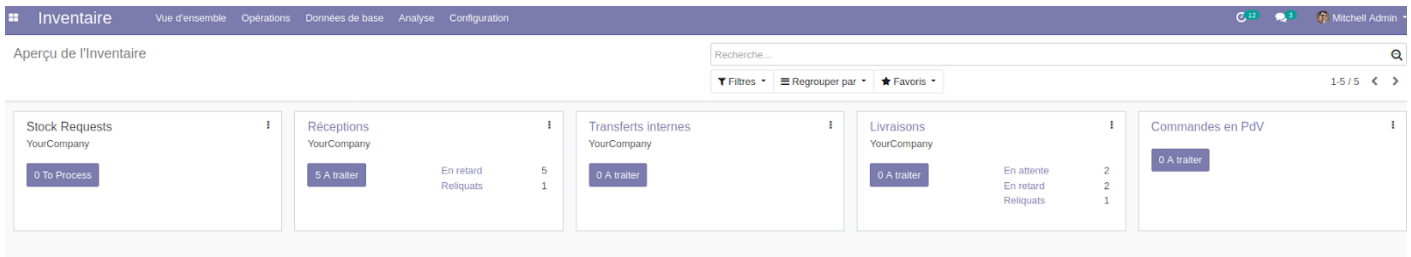 Inventaire Vue d'ensemble Opérations Données de base Analyse Configuration 12 3 Mitchell Admin
Aperçu de l'Inventaire
Recherche...
Filtres Regrouper par Favoris 1-5 / 5
Stock Requests
YourCompany
0 To Process
Réceptions
YourCompany
5 A traiter
En retard 5
Reliquats 1
Transferts internes
YourCompany
0 A traiter
Livraisons
YourCompany
0 A traiter
En attente 2
En retard 2
Reliquats 1
Commandes en PdV
0 A traiter